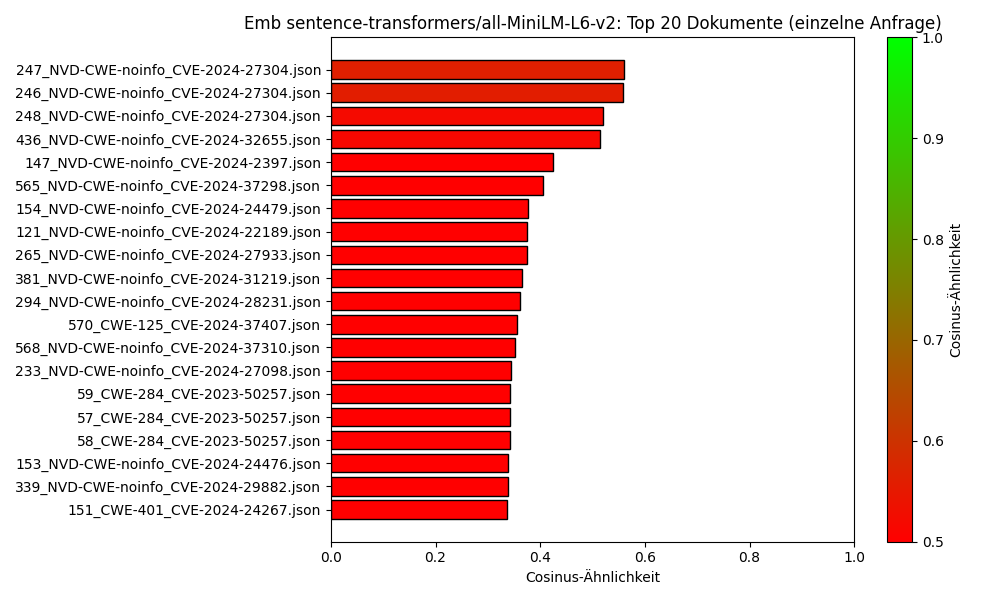 Emb sentence-transformers/all-MiniLM-L6-v2: Top 20 Dokumente (einzelne Anfrage)
247_NVD-CWE-noinfo_CVE-2024-27304.json
246_NVD-CWE-noinfo_CVE-2024-27304.json
248_NVD-CWE-noinfo_CVE-2024-27304.json
436_NVD-CWE-noinfo_CVE-2024-32655.json
147_NVD-CWE-noinfo_CVE-2024-2397.json
565_NVD-CWE-noinfo_CVE-2024-37298.json
154_NVD-CWE-noinfo_CVE-2024-24479.json
121_NVD-CWE-noinfo_CVE-2024-22189.json
265_NVD-CWE-noinfo_CVE-2024-27933.json
381_NVD-CWE-noinfo_CVE-2024-31219.json
294_NVD-CWE-noinfo_CVE-2024-28231.json
570_CWE-125_CVE-2024-37407.json
568_NVD-CWE-noinfo_CVE-2024-37310.json
233_NVD-CWE-noinfo_CVE-2024-27098.json
59_CWE-284_CVE-2023-50257.json
57_CWE-284_CVE-2023-50257.json
58_CWE-284_CVE-2023-50257.json
153_NVD-CWE-noinfo_CVE-2024-24476.json
339_NVD-CWE-noinfo_CVE-2024-29882.json
151_CWE-401_CVE-2024-24267.json
0.0 0.2 0.4 0.6 0.8 1.0
Cosinus-Ähnlichkeit
1.0
0.9
0.8
0.7
0.6
0.5
Cosinus-Ähnlichkeit